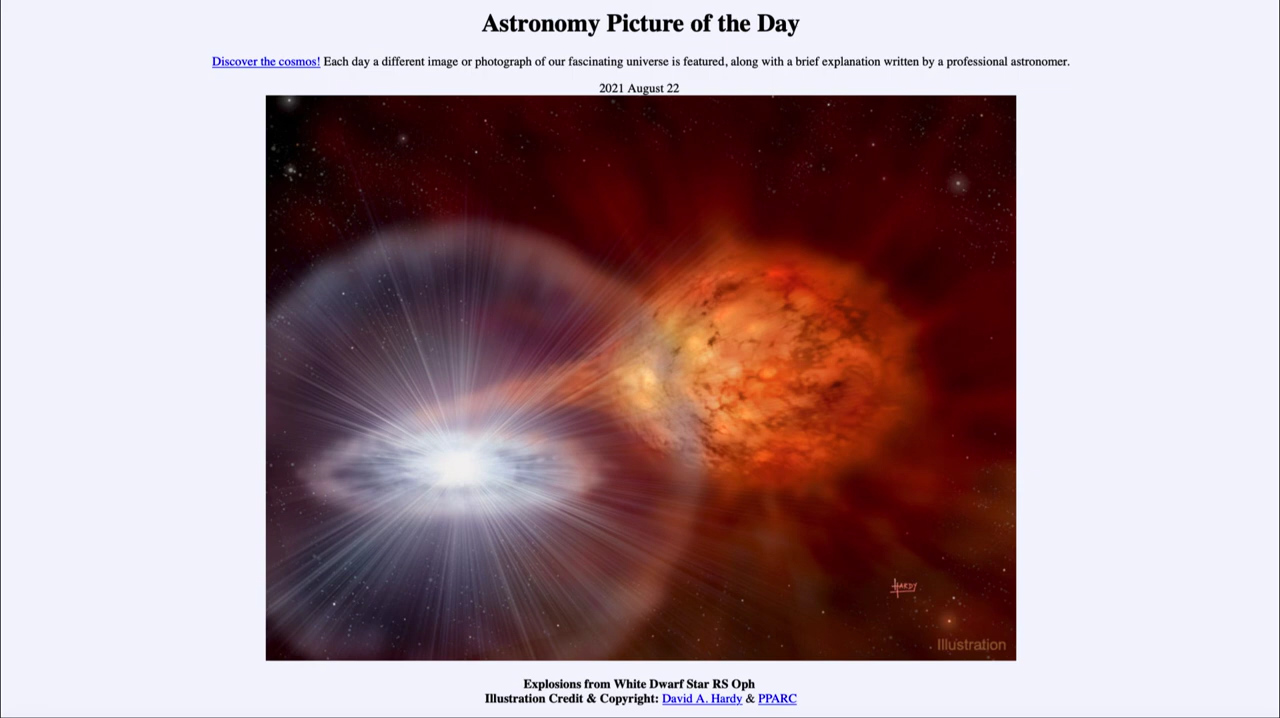 Astronomy Picture of the Day
Discover the cosmos! Each day a different image or photograph of our fascinating universe is featured, along with a brief explanation written by a professional astronomer.
2021 August 22
HARDY
Illustration
Explosions from White Dwarf Star RS Oph
Illustration Credit & Copyright: David A. Hardy & PPARC